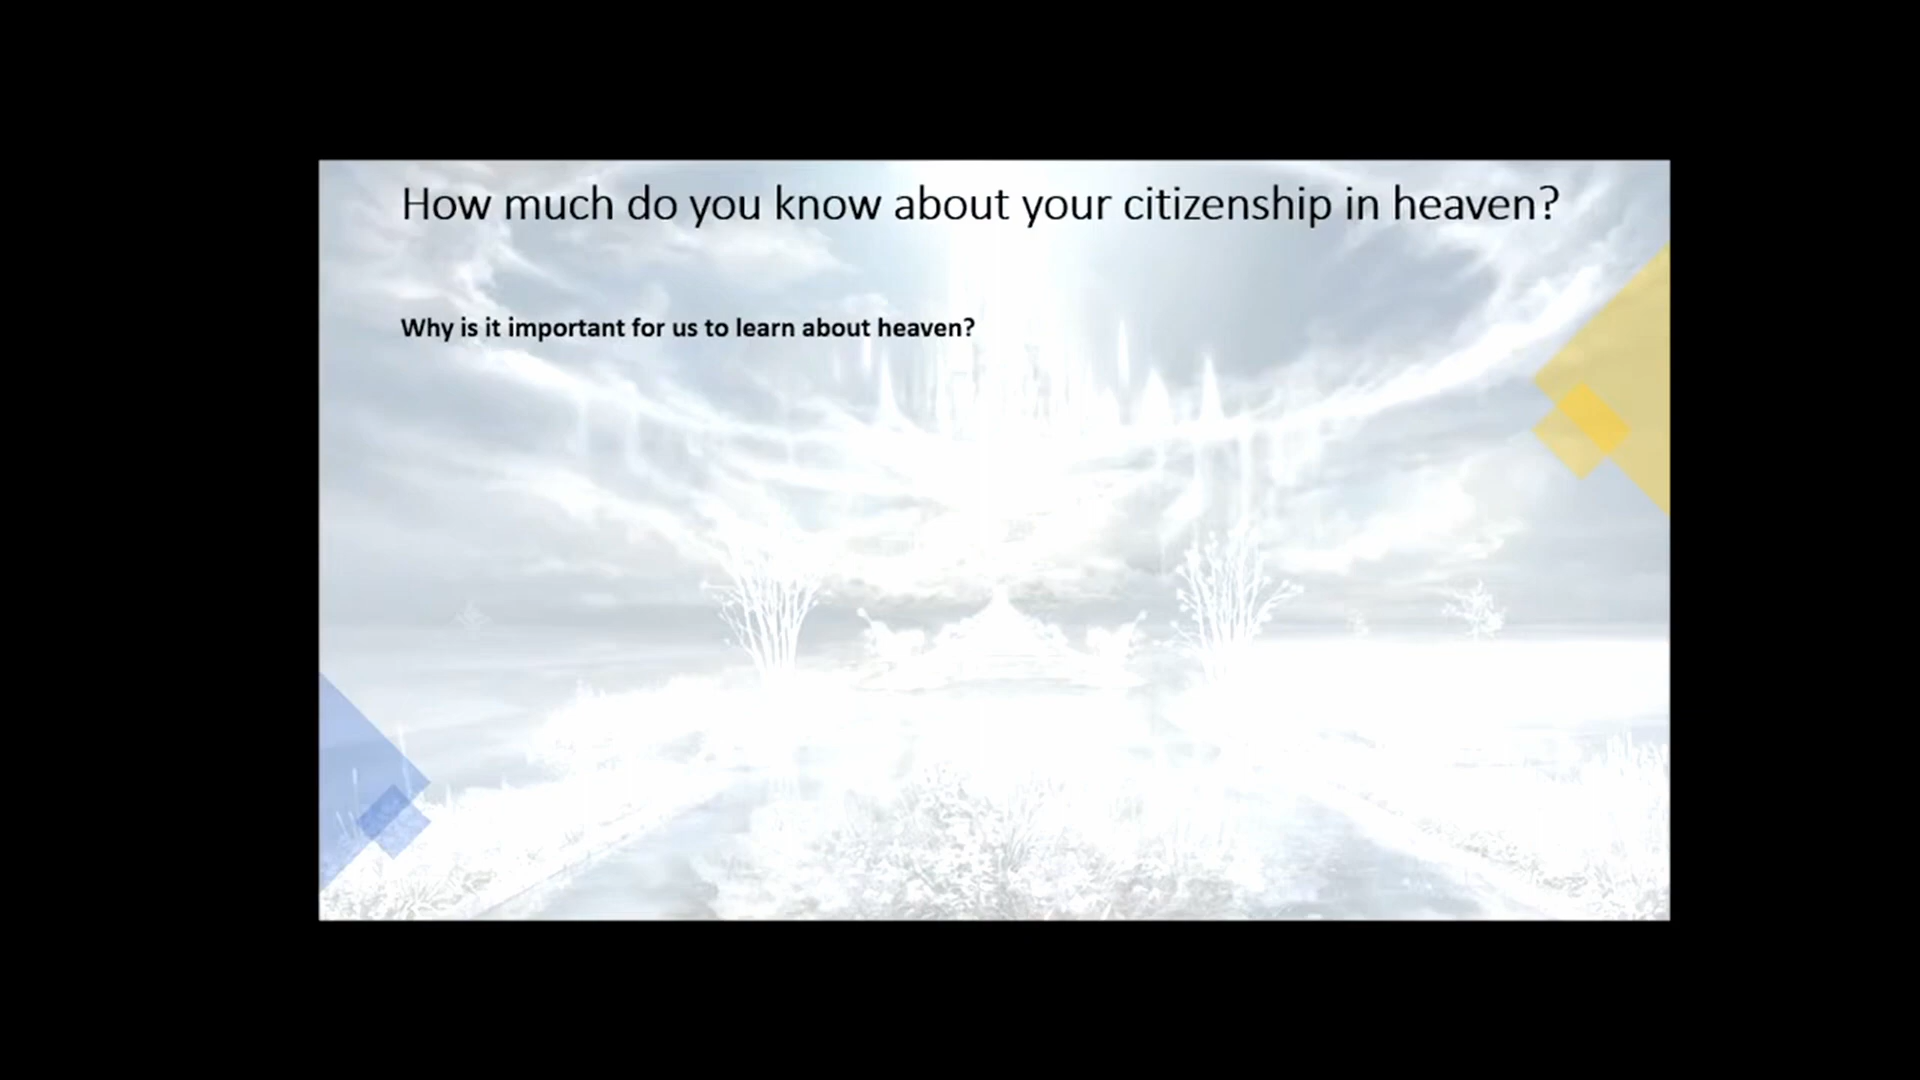 How much do you know about your citizenship in heaven?
Why is it important for us to learn about heaven?